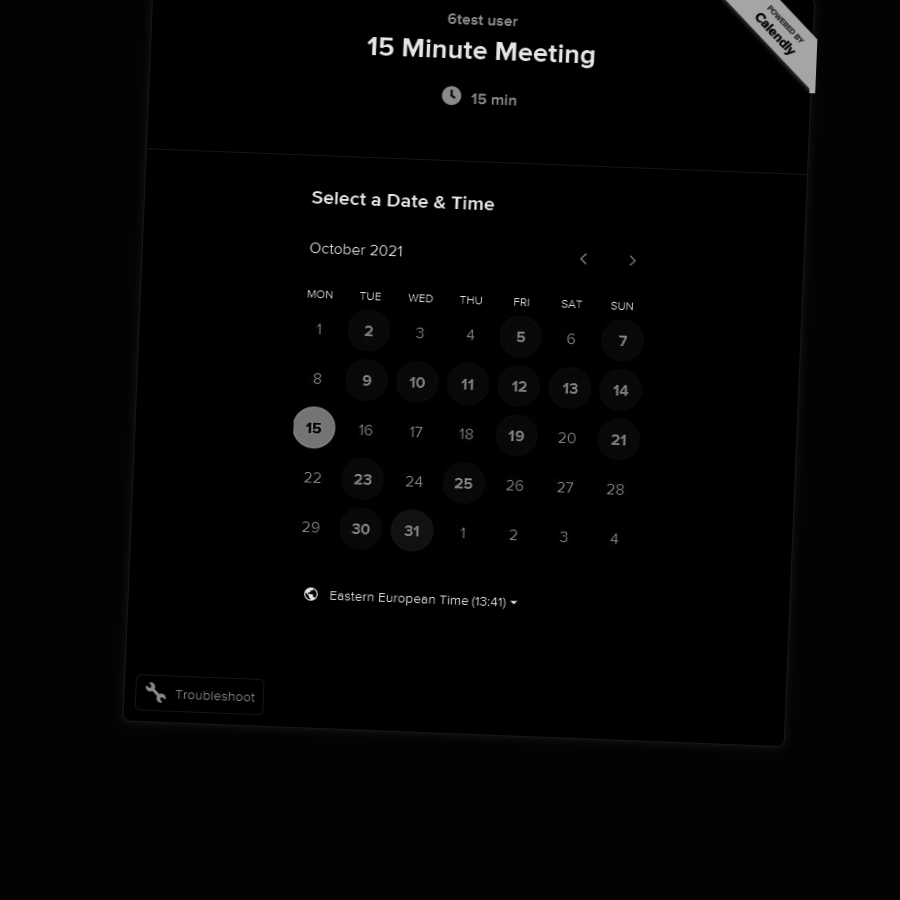 6test user
15 Minute Meeting
15 min
POWERED BY
Calendly
Select a Date & Time
October 2021
MON TUE WED THU FRI SAT SUN
1 2 3 4 5 6 7
8 9 10 11 12 13 14
15 16 17 18 19 20 21
22 23 24 25 26 27 28
29 30 31 1 2 3 4
Eastern European Time (13:41)
Troubleshoot